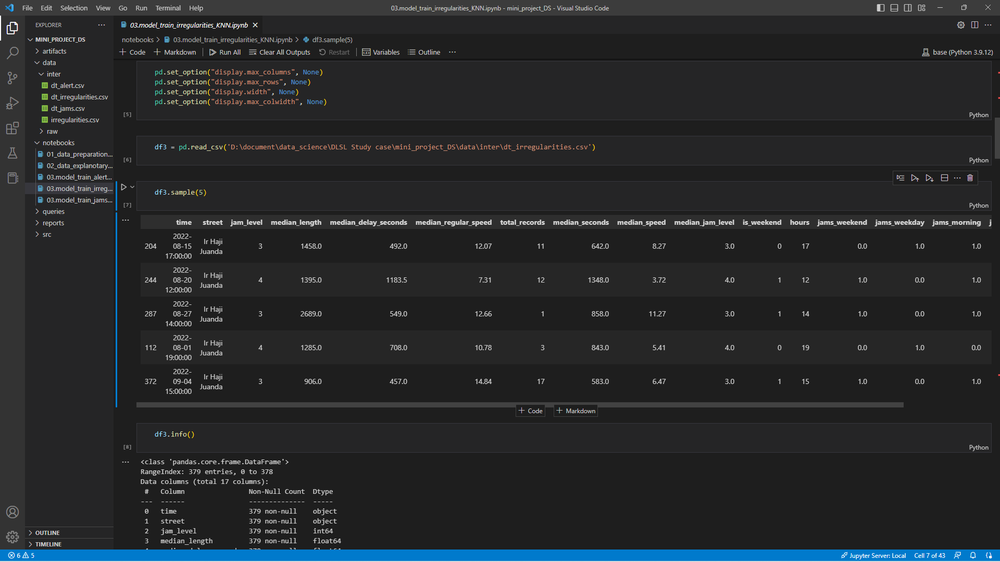 File Edit Selection View Go Run Terminal Help
03.model_train_irregularities_KNN.ipynb - mini_project_DS - Visual Studio Code
EXPLORER
MINI_PROJECT_DS
artifacts
data
inter
dt_alert.csv
dt_irregularities.csv
dt_jams.csv
irregularities.csv
raw
notebooks
01_data_preparation...
02_data_explanotary...
03.model_train_alert...
03.model_train_irreg...
03.model_train_jams...
queries
reports
src
OUTLINE
TIMELINE
03.model_train_irregularities_KNN.ipynb
notebooks > 03.model_train_irregularities_KNN.ipynb > df3.sample(5)
+ Code + Markdown | Run All Clear All Outputs Restart | Variables Outline ...
base (Python 3.9.12)
pd.set_option("display.max_columns", None)
pd.set_option("display.max_rows", None)
pd.set_option("display.width", None)
pd.set_option("display.max_colwidth", None)
[5]
Python
df3 = pd.read_csv('D:\document\data_science\DLSL Study case\mini_project_DS\data\inter\dt_irregularities.csv')
[6]
Python
df3.sample(5)
[7]
Python
time street jam_level median_length median_delay_seconds median_regular_speed total_records median_seconds median_speed median_jam_level is_weekend hours jams_weekend jams_weekday jams_morning j
204 2022-08-15 17:00:00 Ir Haji Juanda 3 1458.0 492.0 12.07 11 642.0 8.27 3.0 0 17 0.0 1.0 1.0
244 2022-08-20 12:00:00 Ir Haji Juanda 4 1395.0 1183.5 7.31 12 1348.0 3.72 4.0 1 12 1.0 0.0 1.0
287 2022-08-27 14:00:00 Ir Haji Juanda 3 2689.0 549.0 12.66 1 858.0 11.27 3.0 1 14 1.0 0.0 1.0
112 2022-08-01 19:00:00 Ir Haji Juanda 4 1285.0 708.0 10.78 3 843.0 5.41 4.0 0 19 0.0 1.0 0.0
372 2022-09-04 15:00:00 Ir Haji Juanda 3 906.0 457.0 14.84 17 583.0 6.47 3.0 1 15 1.0 0.0 1.0
+ Code + Markdown
df3.info()
[8]
Python
<class 'pandas.core.frame.DataFrame'>
RangeIndex: 379 entries, 0 to 378
Data columns (total 17 columns):
# Column Non-Null Count Dtype
--- ------ -------------- -----
0 time 379 non-null object
1 street 379 non-null object
2 jam_level 379 non-null int64
3 median_length 379 non-null float64
6 5
Jupyter Server: Local Cell 7 of 43